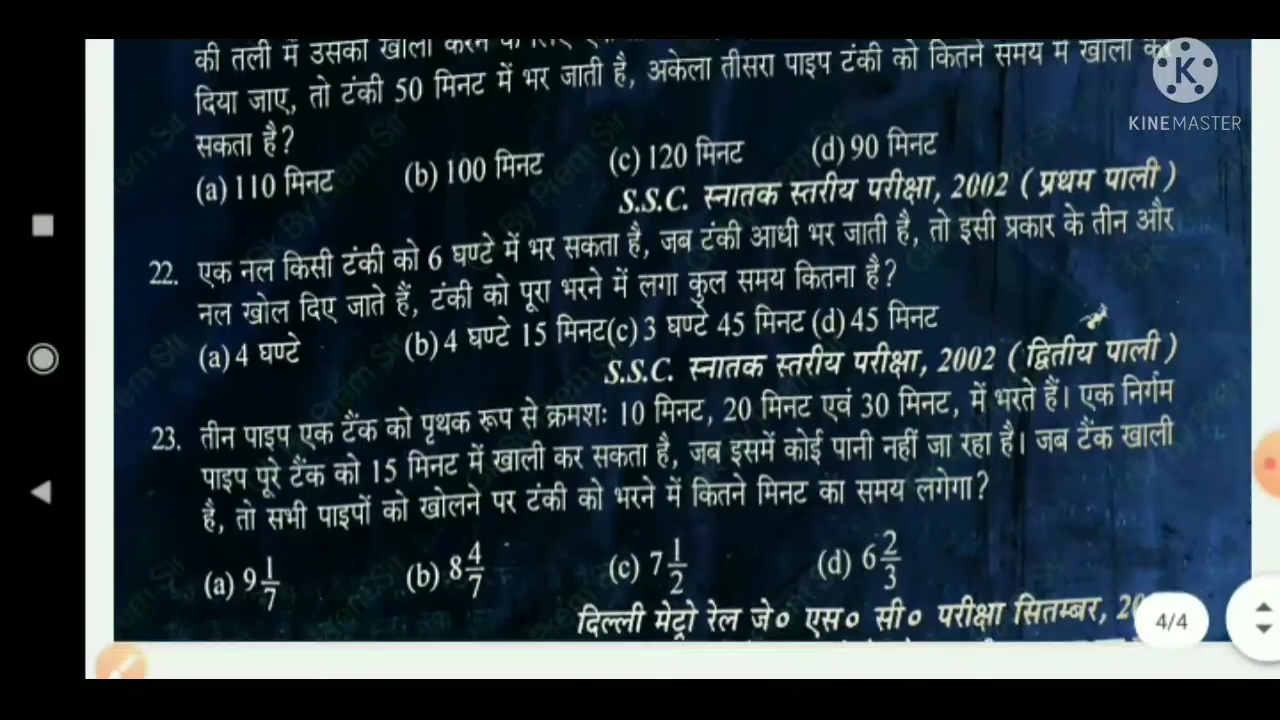 की तली में उसको खाली करने के लिए
दिया जाए, तो टंकी 50 मिनट में भर जाती है, अकेला तीसरा पाइप टंकी को कितने समय में खाली कर
सकता है?
(a) 110 मिनट (b) 100 मिनट (c) 120 मिनट (d) 90 मिनट
S.S.C. स्नातक स्तरीय परीक्षा, 2002 (प्रथम पाली)
22. एक नल किसी टंकी को 6 घण्टे में भर सकता है, जब टंकी आधी भर जाती है, तो इसी प्रकार के तीन और
नल खोल दिए जाते हैं, टंकी को पूरा भरने में लगा कुल समय कितना है?
(a) 4 घण्टे (b) 4 घण्टे 15 मिनट(c) 3 घण्टे 45 मिनट (d) 45 मिनट
S.S.C. स्नातक स्तरीय परीक्षा, 2002 (द्वितीय पाली)
23. तीन पाइप एक टैंक को पृथक रूप से क्रमशः 10 मिनट, 20 मिनट एवं 30 मिनट, में भरते हैं। एक निर्गम
पाइप पूरे टैंक को 15 मिनट में खाली कर सकता है, जब इसमें कोई पानी नहीं जा रहा है। जब टैंक खाली
है, तो सभी पाइपों को खोलने पर टंकी को भरने में कितने मिनट का समय लगेगा?
(a) 9 1/7 (b) 8 4/7 (c) 7 1/2 (d) 6 2/3
दिल्ली मेट्रो रेल जे० एस० सी० परीक्षा सितम्बर,
4/4
K
KINEMASTER